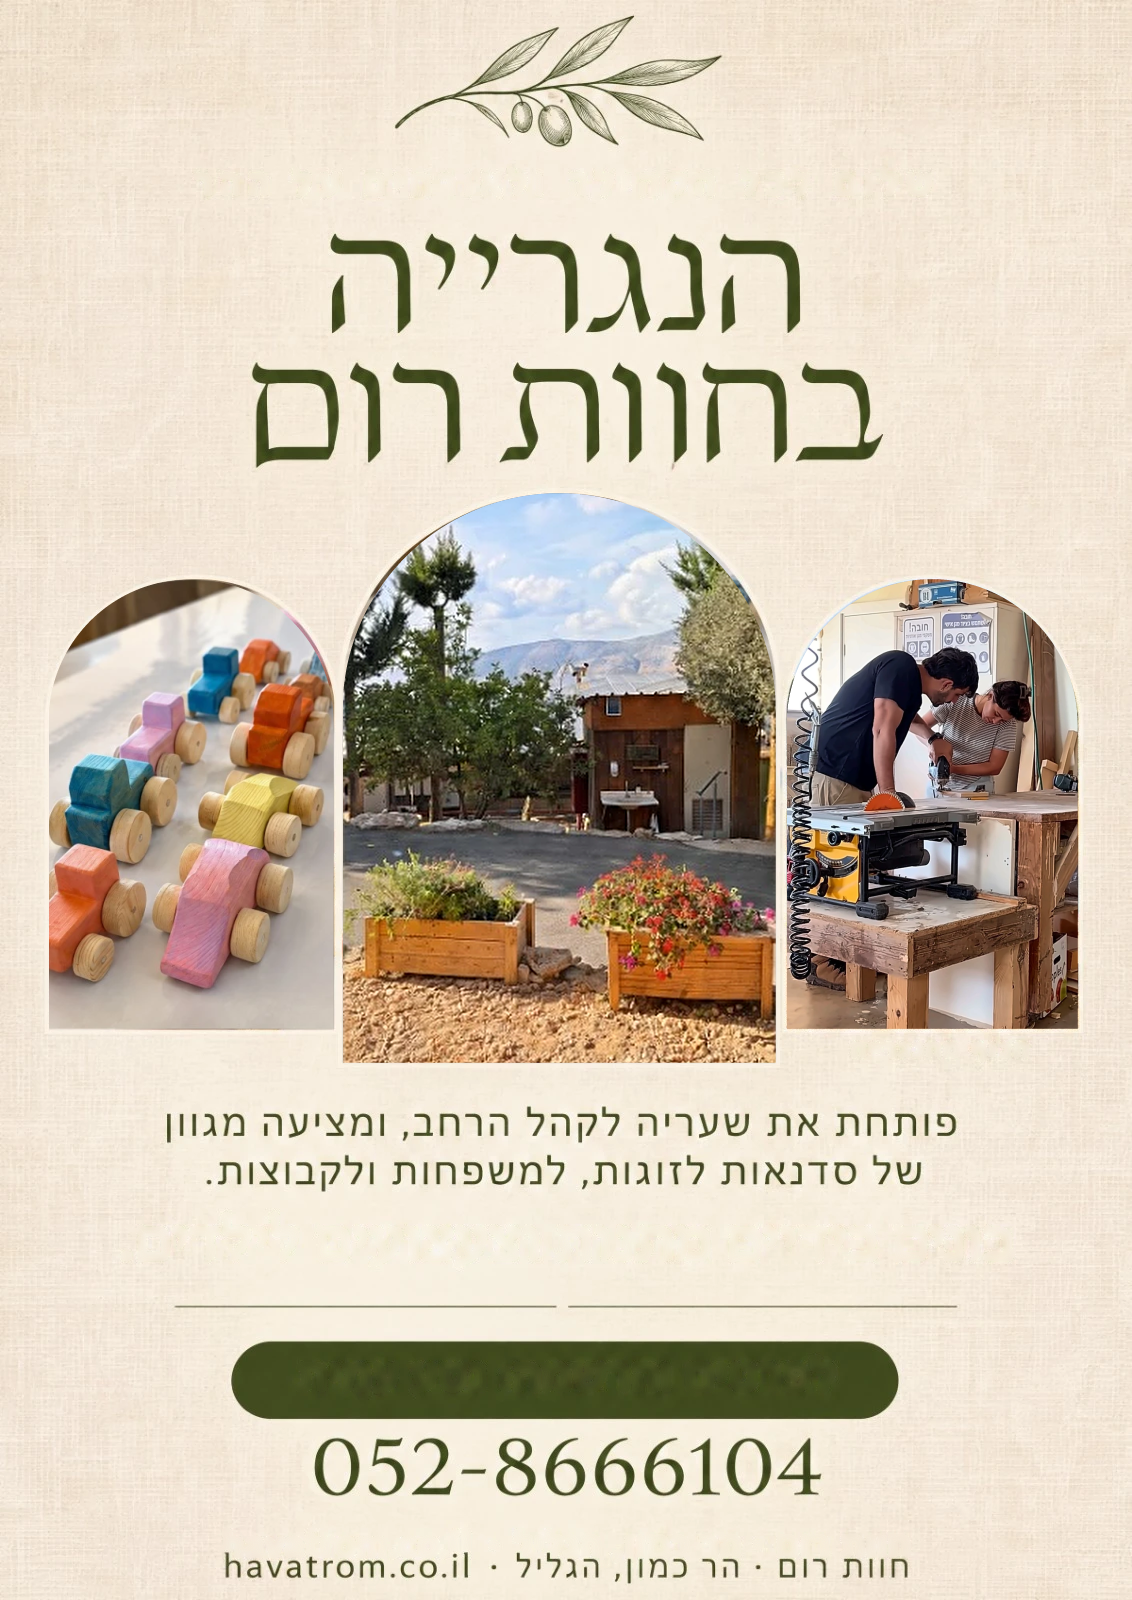 הנגרייה
בחוות רום
חובה!
פותחת את שעריה לקהל הרחב, ומציעה מגוון
של סדנאות לזוגות, למשפחות ולקבוצות.
052-8666104
חוות רום · הר כמון, הגליל · havatrom.co.il